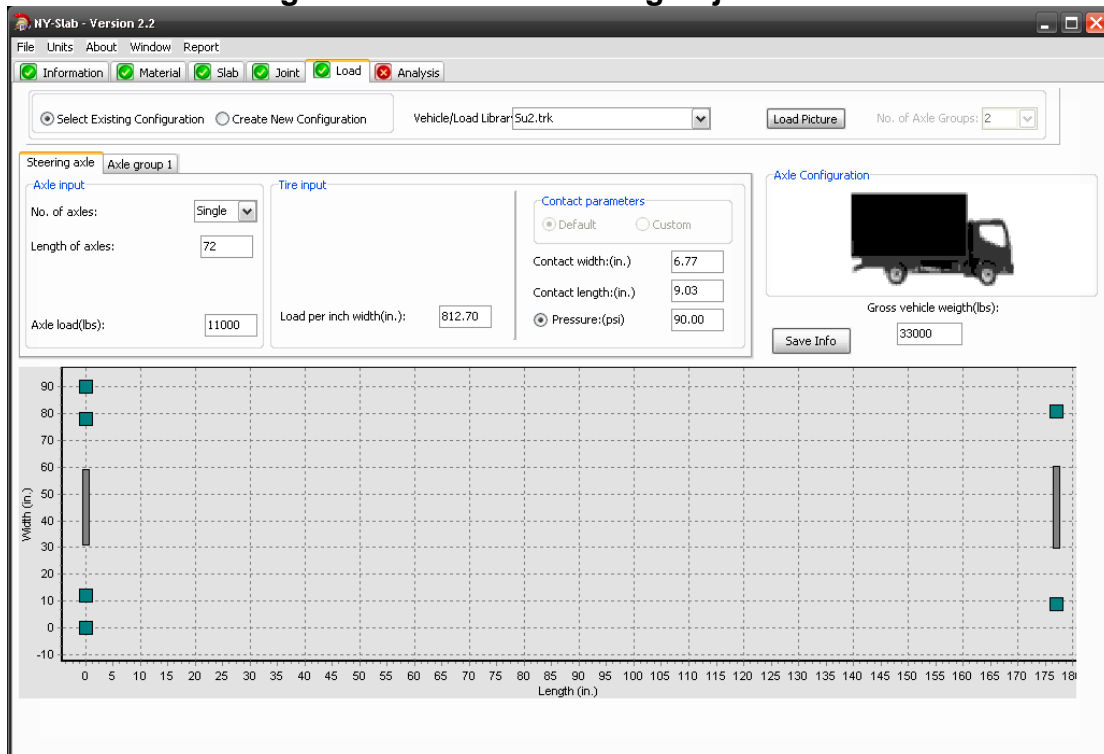 NY-Slab - Version 2.2
File Units About Window Report
Information Material Slab Joint Load Analysis
Select Existing Configuration Create New Configuration Vehicle/Load Librar Su2.trk Load Picture No. of Axle Groups: 2
Steering axle Axle group 1
Axle input Tire input Axle Configuration
Contact parameters
No. of axles: Single
Default Custom
Length of axles: 72
Contact width:(in.) 6.77
Contact length:(in.) 9.03
Gross vehicle weigth(lbs):
Axle load(lbs): 11000 Load per inch width(in.): 812.70 Pressure:(psi) 90.00
Save Info 33000
90
80
70
60
50
40
30
20
10
0
-10
Width (in.)
0 5 10 15 20 25 30 35 40 45 50 55 60 65 70 75 80 85 90 95 100 105 110 115 120 125 130 135 140 145 150 155 160 165 170 175 18
Length (in.)